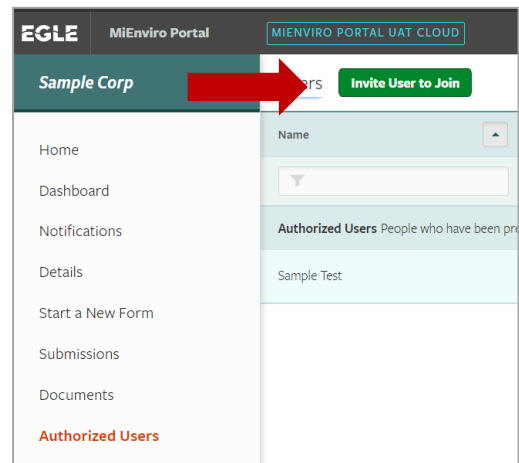 EGLE MiEnviro Portal MIENVIRO PORTAL UAT CLOUD
Sample Corp
ers Invite User to Join
Name
Home
Dashboard
Notifications
Authorized Users People who have been pre
Details
Sample Test
Start a New Form
Submissions
Documents
Authorized Users